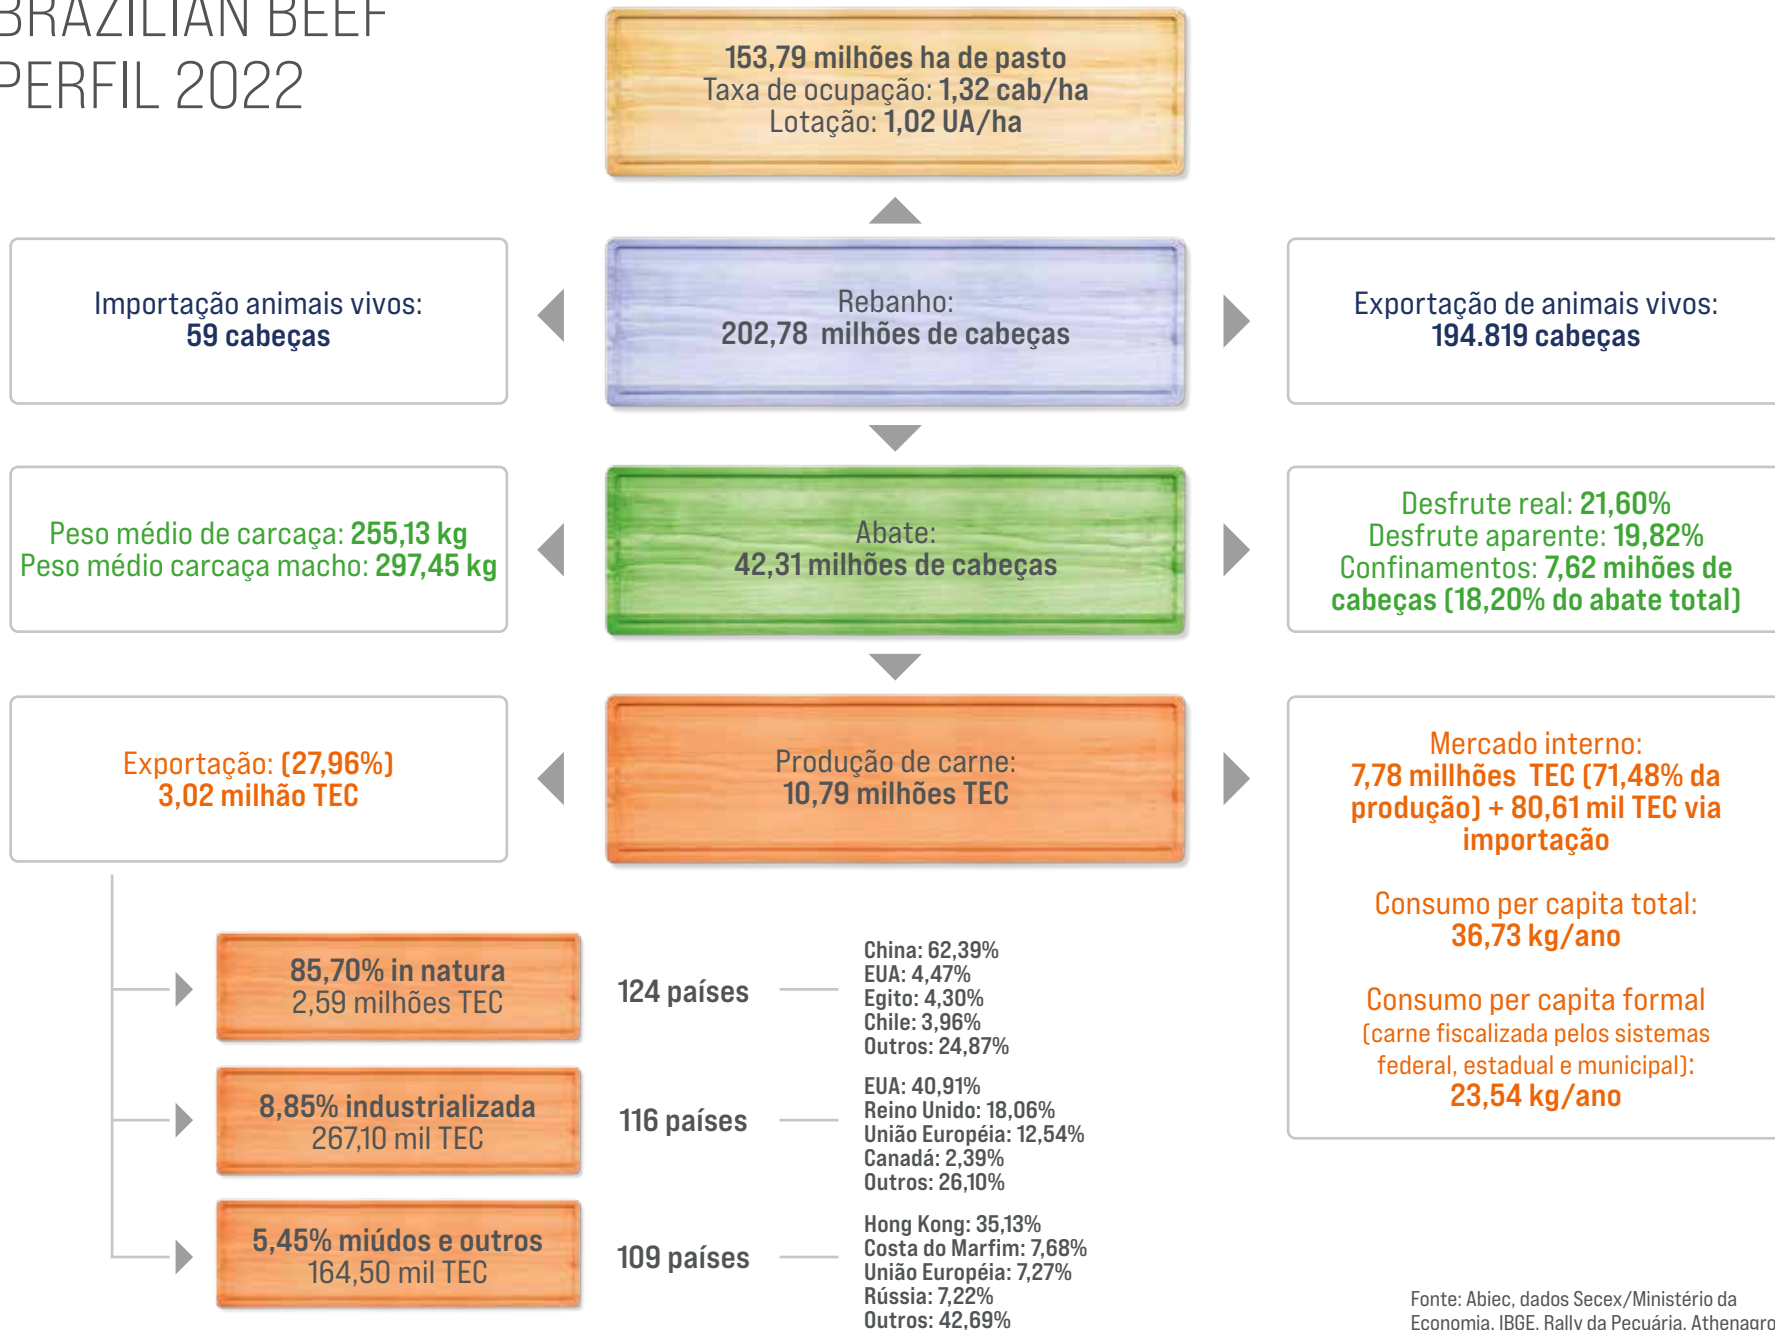 BRAZILIAN BEEF
PERFIL 2022
153,79 milhões ha de pasto
Taxa de ocupação: 1,32 cab/ha
Lotação: 1,02 UA/ha
Importação animais vivos:
59 cabeças
Rebanho:
202,78 milhões de cabeças
Exportação de animais vivos:
194.819 cabeças
Peso médio de carcaça: 255,13 kg
Peso médio carcaça macho: 297,45 kg
Abate:
42,31 milhões de cabeças
Desfrute real: 21,60%
Desfrute aparente: 19,82%
Confinamentos: 7,62 mihões de
cabeças (18,20% do abate total)
Exportação: (27,96%)
3,02 milhão TEC
Produção de carne:
10,79 milhões TEC
Mercado interno:
7,78 millhões TEC (71,48% da
produção) + 80,61 mil TEC via
importação
Consumo per capita total:
36,73 kg/ano
Consumo per capita formal
(carne fiscalizada pelos sistemas
federal, estadual e municipal):
23,54 kg/ano
85,70% in natura
2,59 milhões TEC
124 países
China: 62,39%
EUA: 4,47%
Egito: 4,30%
Chile: 3,96%
Outros: 24,87%
8,85% industrializada
267,10 mil TEC
116 países
EUA: 40,91%
Reino Unido: 18,06%
União Européia: 12,54%
Canadá: 2,39%
Outros: 26,10%
5,45% miúdos e outros
164,50 mil TEC
109 países
Hong Kong: 35,13%
Costa do Marfim: 7,68%
União Européia: 7,27%
Rússia: 7,22%
Outros: 42,69%
Fonte: Abiec, dados Secex/Ministério da
Economia, IBGE, Rally da Pecuária, Athenagro